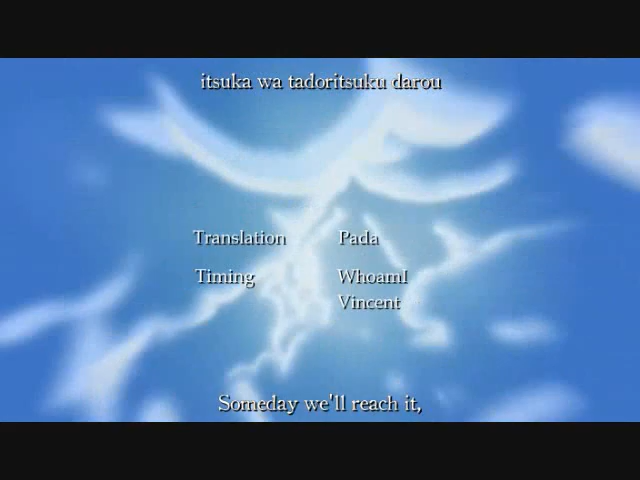 itsuka wa tadoritsuku darou
Translation Pada
Timing WhoamI
Vincent
Someday we'll reach it,